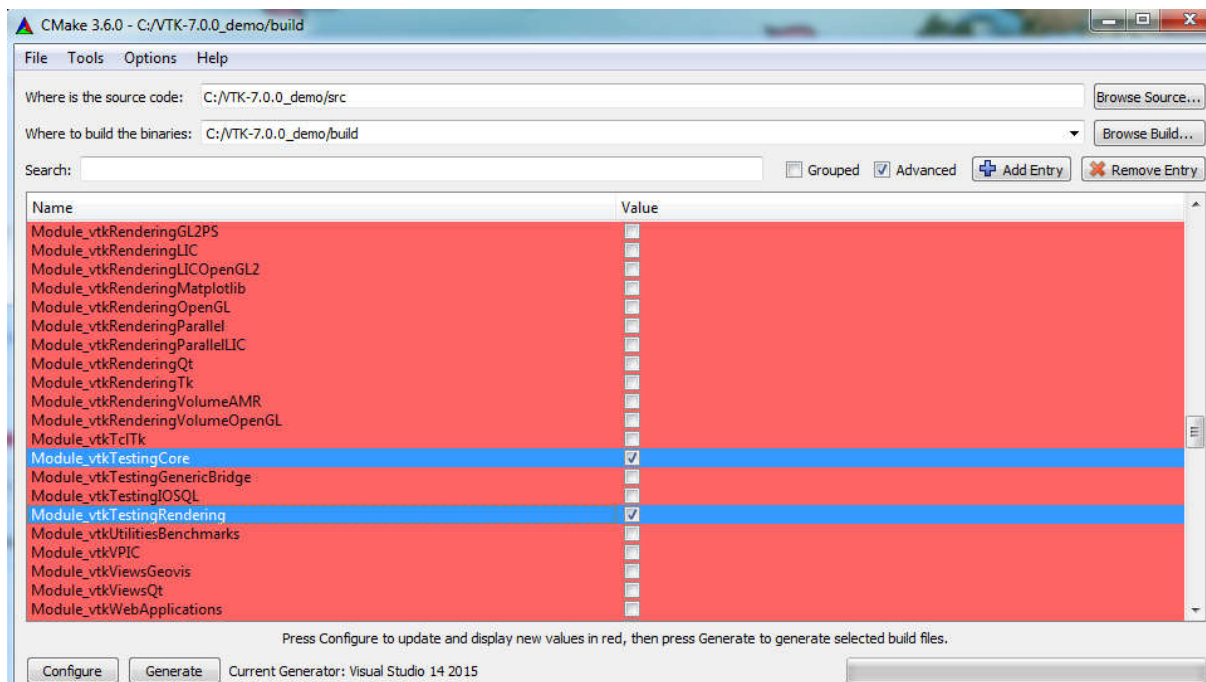 CMake 3.6.0 - C:/VTK-7.0.0_demo/build
File Tools Options Help
Where is the source code: C:/VTK-7.0.0_demo/src Browse Source...
Where to build the binaries: C:/VTK-7.0.0_demo/build Browse Build...
Search: Grouped Advanced Add Entry Remove Entry
Name Value
Module_vtkRenderingGL2PS
Module_vtkRenderingLIC
Module_vtkRenderingLICOpenGL2
Module_vtkRenderingMatplotlib
Module_vtkRenderingOpenGL
Module_vtkRenderingParallel
Module_vtkRenderingParallelLIC
Module_vtkRenderingQt
Module_vtkRenderingTk
Module_vtkRenderingVolumeAMR
Module_vtkRenderingVolumeOpenGL
Module_vtkTclTk
Module_vtkTestingCore
Module_vtkTestingGenericBridge
Module_vtkTestingIOSQL
Module_vtkTestingRendering
Module_vtkUtilitiesBenchmarks
Module_vtkVPIC
Module_vtkViewsGeovis
Module_vtkViewsQt
Module_vtkWebApplications
Press Configure to update and display new values in red, then press Generate to generate selected build files.
Configure Generate Current Generator: Visual Studio 14 2015